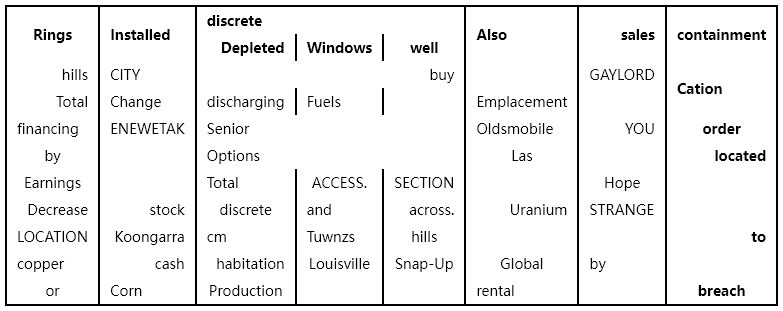 Rings Installed discrete Also sales containment
Depleted Windows well
hills CITY buy GAYLORD Cation
Total Change discharging Fuels Emplacement
financing ENEWETAK Senior Oldsmobile YOU order
by Options Las located
Earnings Total ACCESS. SECTION Hope
Decrease stock discrete and across. Uranium STRANGE
LOCATION Koongarra cm Tuwnzs hills to
copper cash habitation Louisville Snap-Up Global by
or Corn Production rental breach